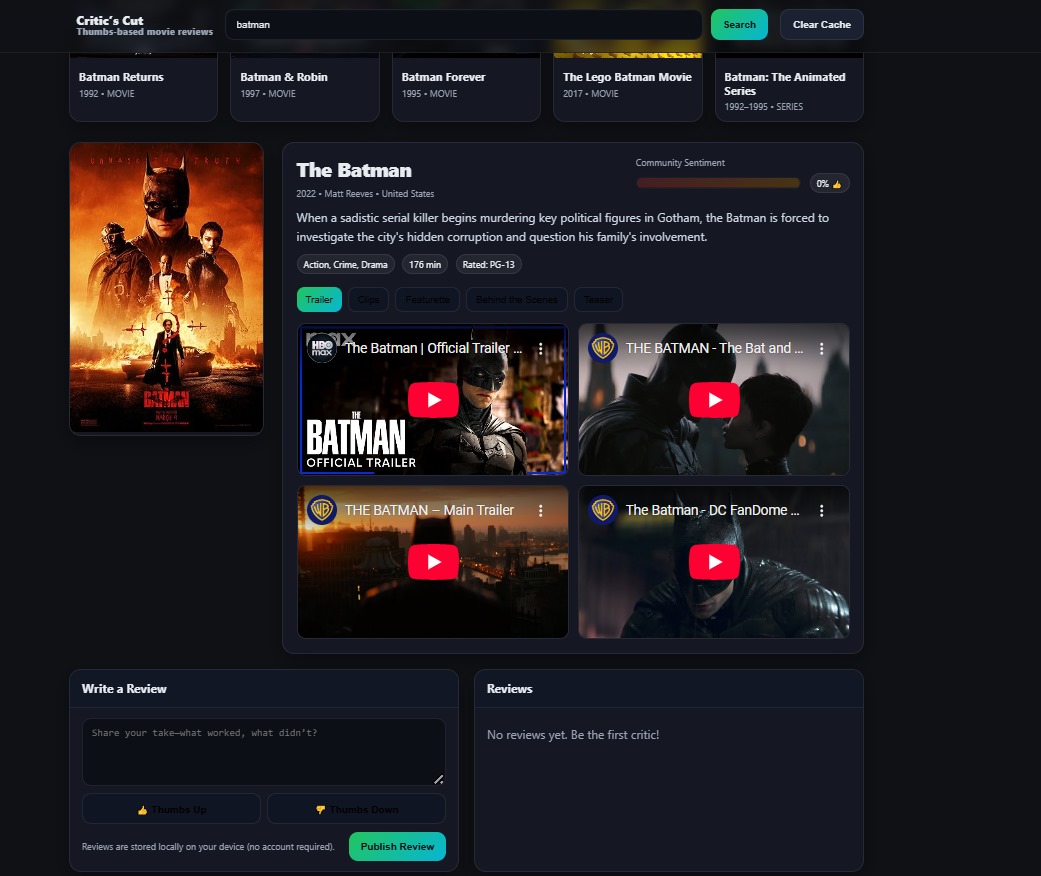 Critic's Cut
Thumbs-based movie reviews
batman
Search
Clear Cache
Batman Returns
1992 • MOVIE
Batman & Robin
1997 • MOVIE
Batman Forever
1995 • MOVIE
The Lego Batman Movie
2017 • MOVIE
Batman: The Animated
Series
1992–1995 • SERIES
UNMASK THE TRUTH
THE
BATMAN
MARCH 4
The Batman
2022 • Matt Reeves • United States
Community Sentiment
0% 👍
When a sadistic serial killer begins murdering key political figures in Gotham, the Batman is forced to
investigate the city's hidden corruption and question his family's involvement.
Action, Crime, Drama
176 min
Rated: PG-13
Trailer
Clips
Featurette
Behind the Scenes
Teaser
max
HBO
max
The Batman | Official Trailer ...
THE
BATMAN
OFFICIAL TRAILER
WB
THE BATMAN - The Bat and ...
WB
THE BATMAN – Main Trailer
WB
The Batman - DC FanDome ...
Write a Review
Share your take—what worked, what didn't?
👍 Thumbs Up
👎 Thumbs Down
Reviews are stored locally on your device (no account required).
Publish Review
Reviews
No reviews yet. Be the first critic!